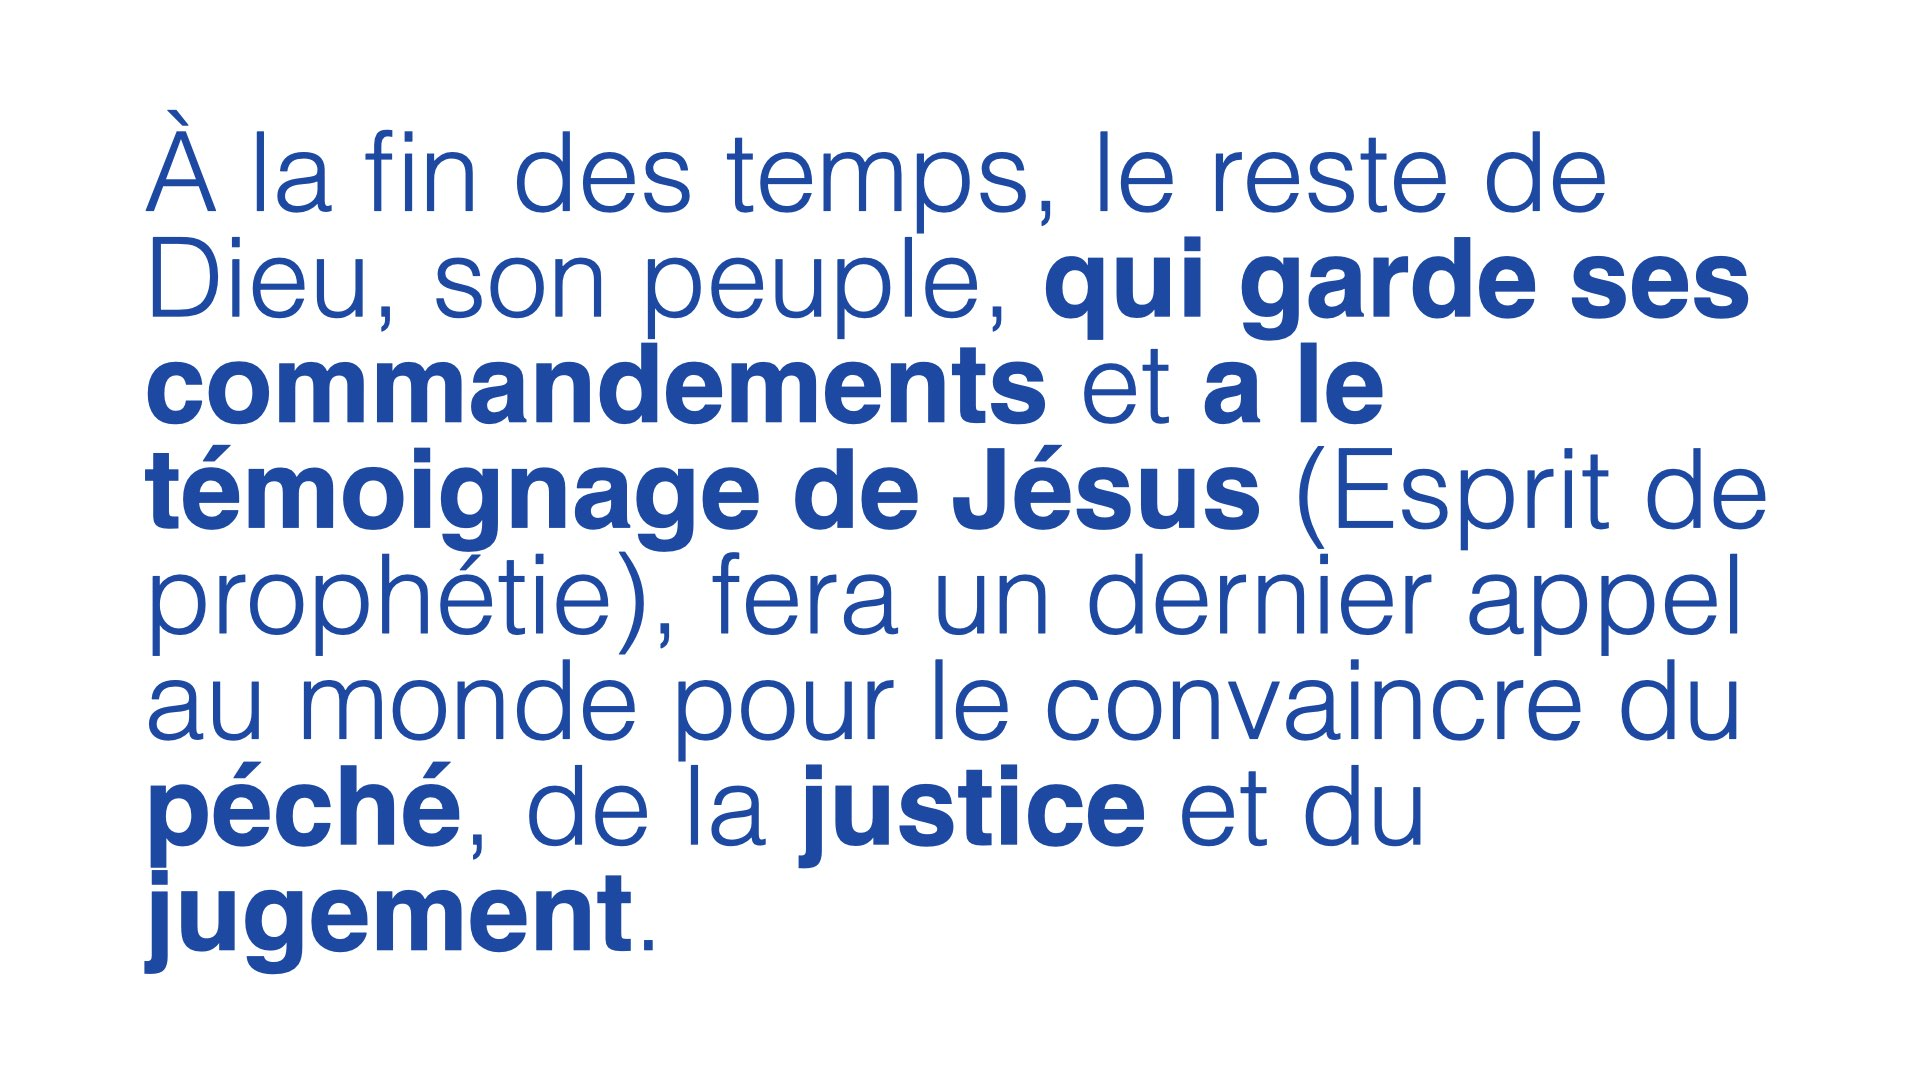 À la fin des temps, le reste de
Dieu, son peuple, qui garde ses
commandements et a le
témoignage de Jésus (Esprit de
prophétie), fera un dernier appel
au monde pour le convaincre du
péché, de la justice et du
jugement.